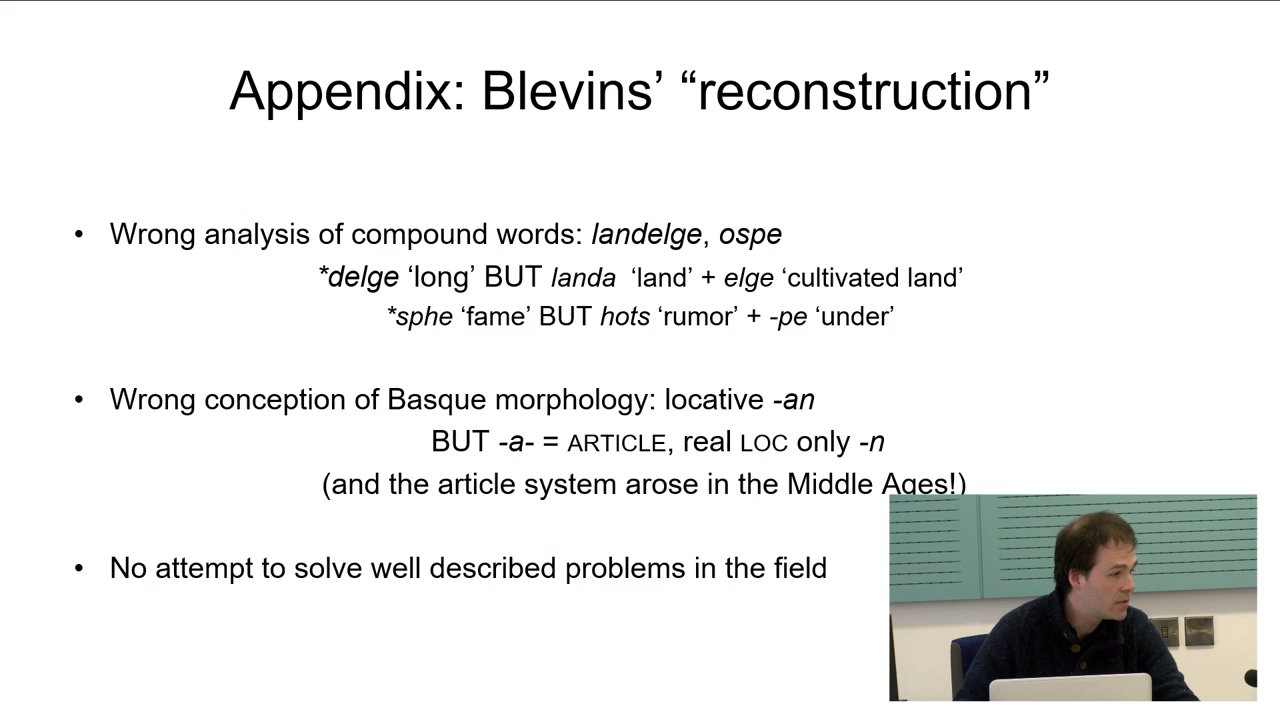 Appendix: Blevins’ “reconstruction”
• Wrong analysis of compound words: landelge, ospe
*delge ‘long’ BUT landa ‘land’ + elge ‘cultivated land’
*sphe ‘fame’ BUT hots ‘rumor’ + -pe ‘under’
• Wrong conception of Basque morphology: locative -an
BUT -a- = ARTICLE, real LOC only -n
(and the article system arose in the Middle Ages!)
• No attempt to solve well described problems in the field